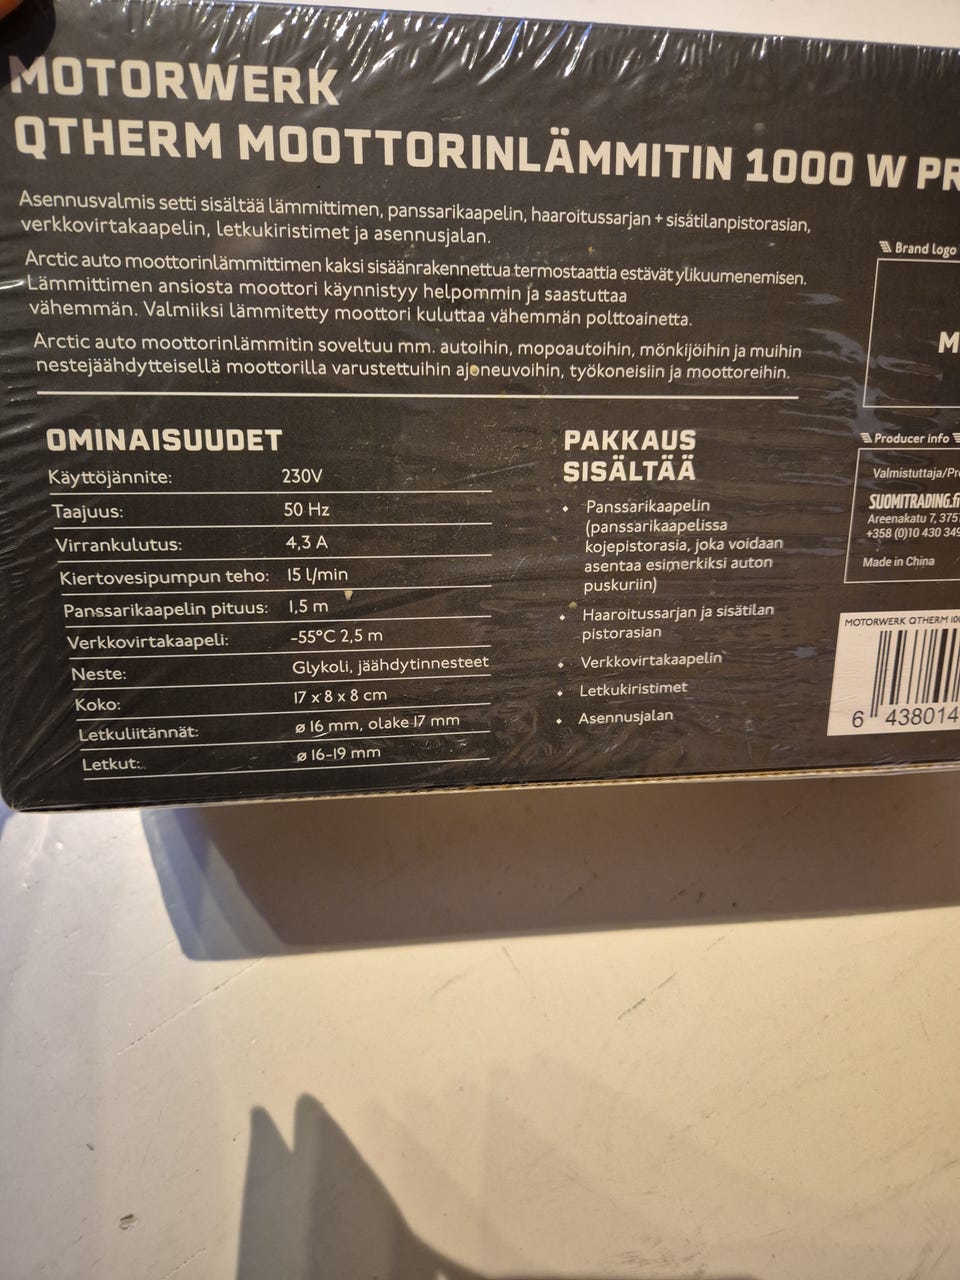 MOTORWERK
QTHERM MOOTTORINLÄMMITIN 1000 W PR
Asennusvalmis setti sisältää lämmittimen, panssarikaapelin, haaroitussarjan + sisätilanpistorasian,
verkkovirtakaapelin, letkukiristimet ja asennusjalan.
Arctic auto moottorinlämmittimen kaksi sisäänrakennettua termostaattia estävät ylikuumenemisen.
Lämmittimen ansiosta moottori käynnistyy helpommin ja saastuttaa
vähemmän. Valmiiksi lämmitetty moottori kuluttaa vähemmän polttoainetta.
Arctic auto moottorinlämmitin soveltuu mm. autoihin, mopoautoihin, mönkijöihin ja muihin
nestejäähdytteisellä moottorilla varustettuihin ajoneuvoihin, työkoneisiin ja moottoreihin.
OMINAISUUDET
Käyttöjännite: 230V
Taajuus: 50 Hz
Virrankulutus: 4,3 A
Kiertovesipumpun teho: 15 l/min
Panssarikaapelin pituus: 1,5 m
Verkkovirtakaapeli: -55°C 2,5 m
Neste: Glykoli, jäähdytinnesteet
Koko: 17 x 8 x 8 cm
Letkuliitännät: ø 16 mm, olake 17 mm
Letkut: ø 16-19 mm
PAKKAUS
SISÄLTÄÄ
• Panssarikaapelin
(panssarikaapelissa
kojepistorasia, joka voidaan
asentaa esimerkiksi auton
puskuriin)
• Haaroitussarjan ja sisätilan
pistorasian
• Verkkovirtakaapelin
• Letkukiristimet
• Asennusjalan
Brand logo
M
Producer info
Valmistuttaja/Pr
SUOMITRADING.fi
Areenakatu 7, 375
+358 (0)10 430 349
Made in China
MOTORWERK QTHERM 100
6 438014